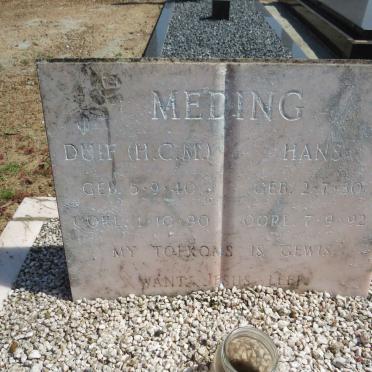 MEDING
DUIF (H.C.M.) HANS
GEB. 5-9-40 GEB. 2-7-30
OORL. 1-10-90 OORL. 7-9-92
MY TOEKOMS IS GEWIS
WANT JESUS LEEF